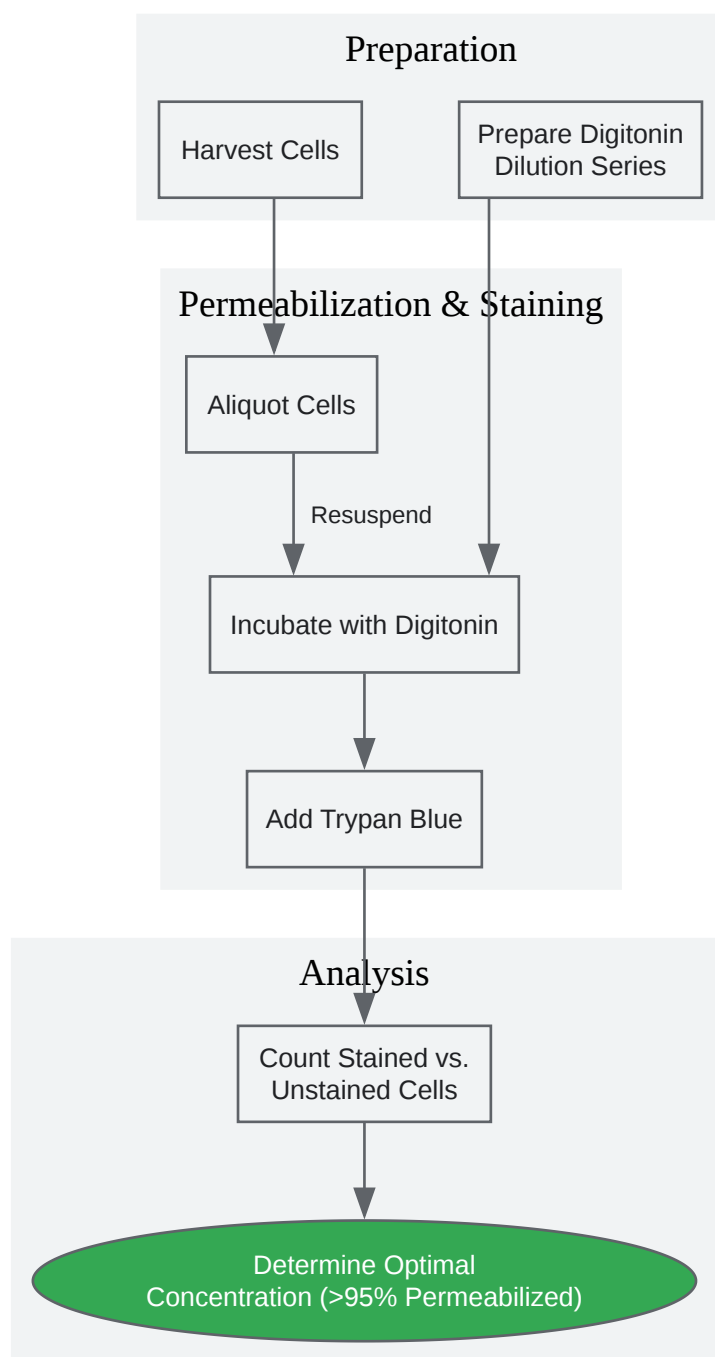 Preparation
Harvest Cells
Prepare Digitonin
Dilution Series
Permeabilization & Staining
Aliquot Cells
Resuspend
Incubate with Digitonin
Add Trypan Blue
Analysis
Count Stained vs.
Unstained Cells
Determine Optimal
Concentration (>95% Permeabilized)